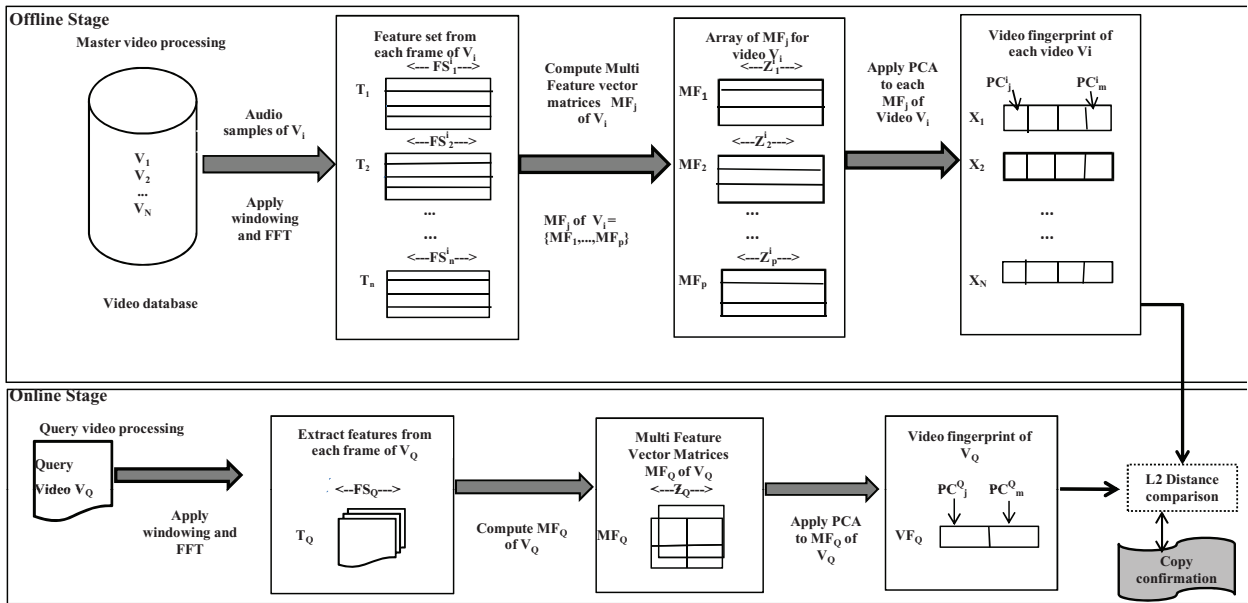 Offline Stage
Master video processing
V1
V2
...
VN
Video database
Audio
samples of Vi
Apply
windowing
and FFT
Feature set from
each frame of Vi
<--- FS^i_1--->
T1
<---FS^i_2--->
T2
...
...
<---FS^i_n--->
Tn
Compute Multi
Feature vector
matrices MFj
of Vi
MFj of Vi =
{MF1,...,MFp}
Array of MFj for
video Vi
<---Z^i_1--->
MF1
<---Z^i_2--->
MF2
... ...
... ...
<---Z^i_p--->
MFp
Apply PCA
to each
MFj of
Video Vi
Video fingerprint of
each video Vi
PC^i_j PC^i_m
X1
X2
... ...
... ...
XN
Online Stage
Query video processing
Query
Video VQ
Apply
windowing and
FFT
Extract features from
each frame of VQ
<--FSQ--->
TQ
Compute MFQ
of VQ
Multi Feature
Vector Matrices
MFQ of VQ
<---ZQ--->
MFQ
Apply PCA
to MFQ of
VQ
Video fingerprint of
VQ
PC^Q_j PC^Q_m
VFQ
L2 Distance
comparison
Copy
confirmation